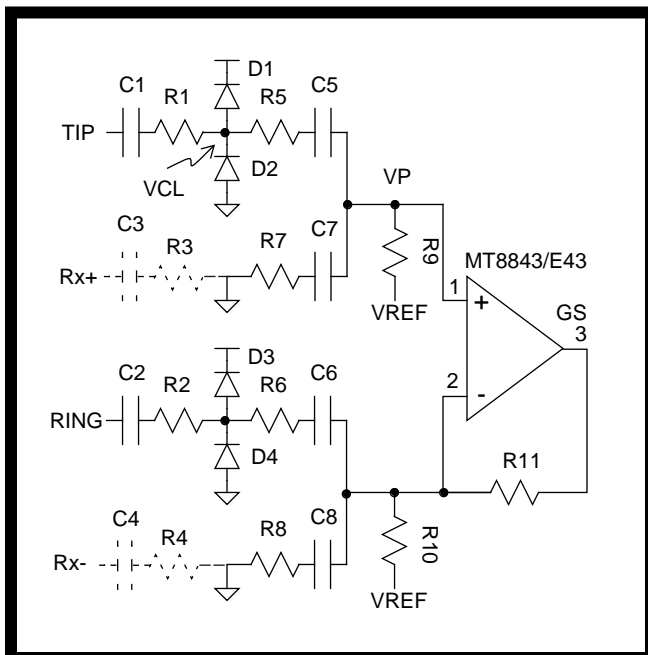 D1
C1
R1
R5
C5
TIP
D2
VCL
VP
C3
R3
R7
C7
R9
MT8843/E43
Rx+
VREF
1
+
GS
3
D3
C2
R2
R6
C6
2
-
RING
D4
R11
C4
R4
R8
C8
R10
Rx-
VREF